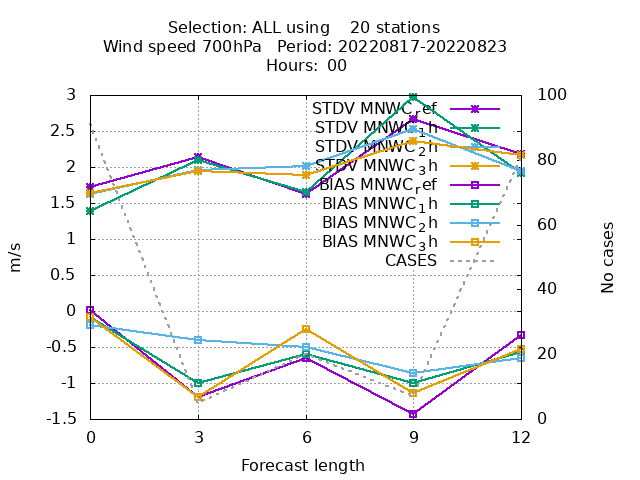 Selection: ALL using    20 stations
Wind speed 700hPa   Period: 20220817-20220823
Hours:  00
STDV MNWC_ref
STDV MNWC_1h
STDV MNWC_2h
STDV MNWC_3h
BIAS MNWC_ref
BIAS MNWC_1h
BIAS MNWC_2h
BIAS MNWC_3h
CASES
3
2.5
2
1.5
1
0.5
0
-0.5
-1
-1.5
m/s
100
80
60
40
20
0
No cases
0 3 6 9 12
Forecast length